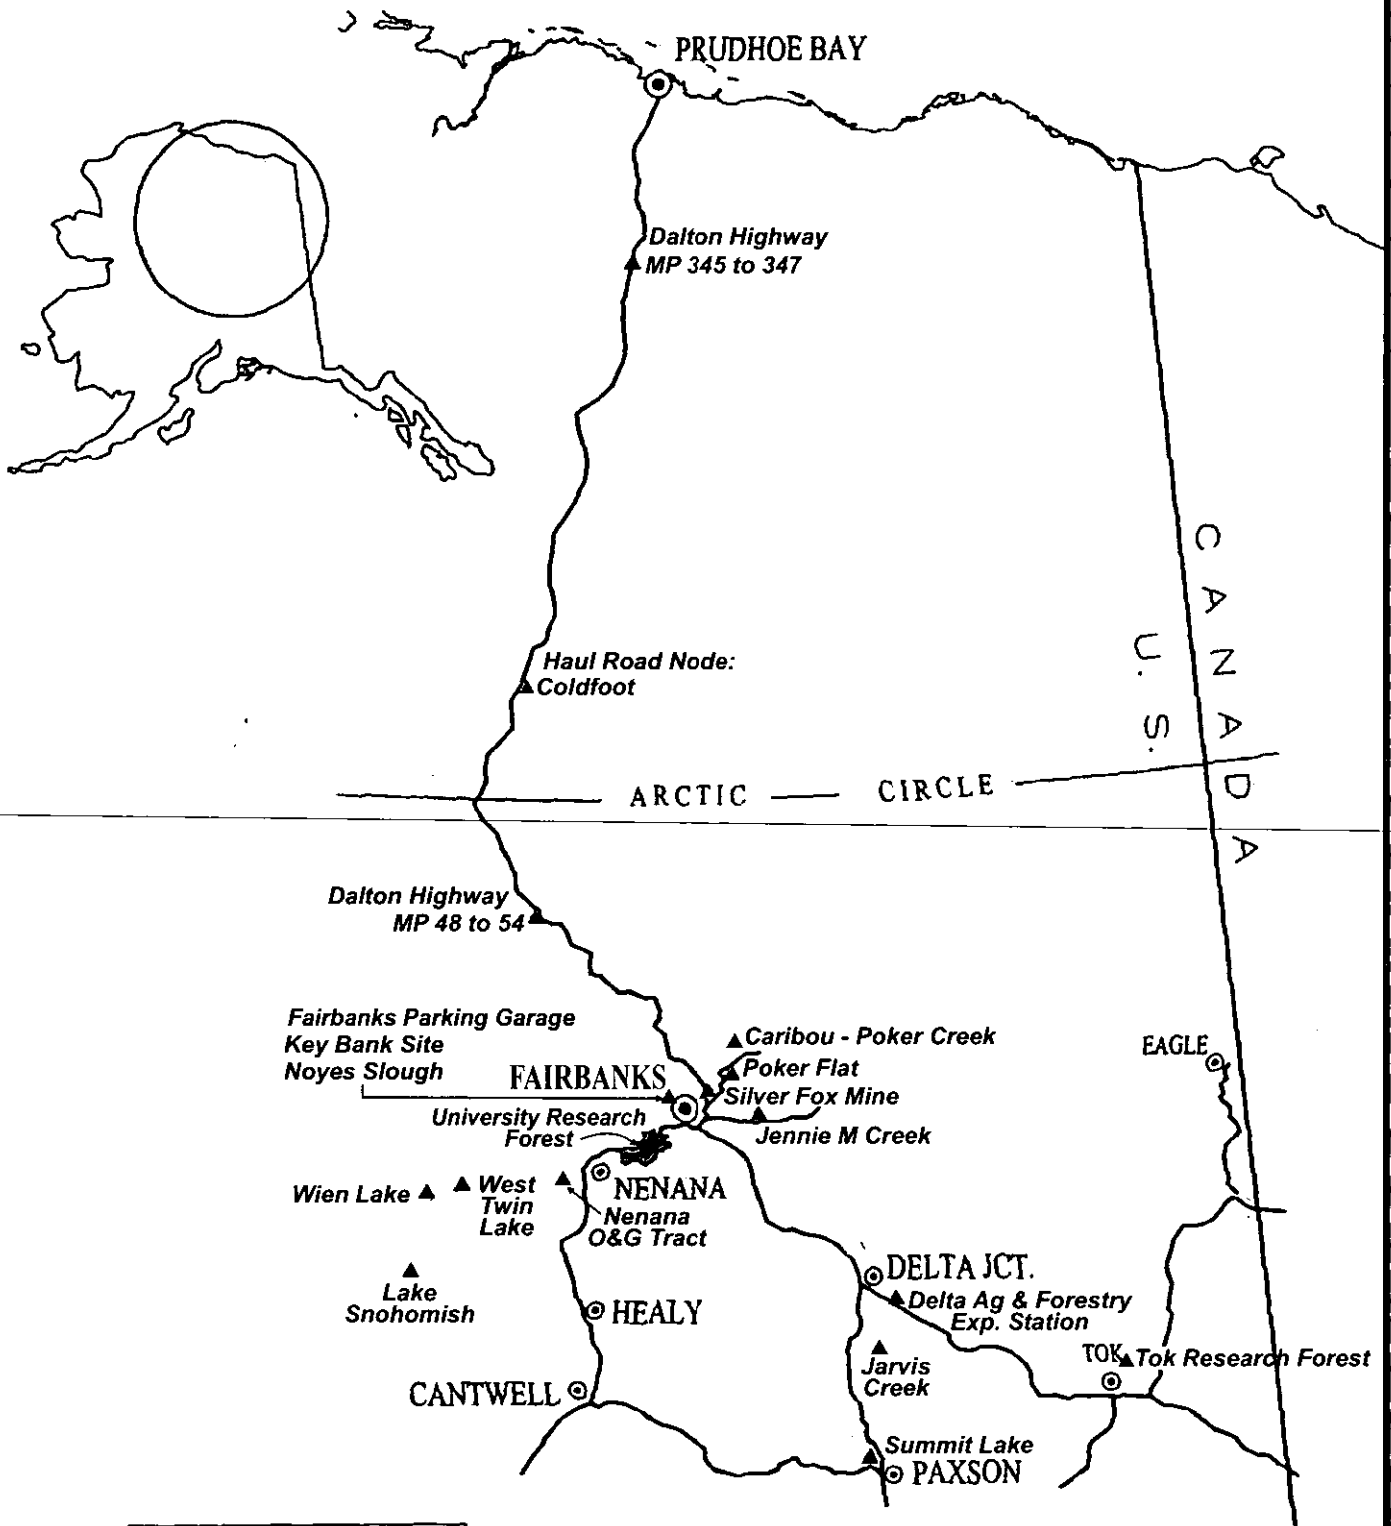 PRUDHOE BAY
Dalton Highway
MP 345 to 347
CANADA
U.S.
Haul Road Node:
Coldfoot
ARCTIC CIRCLE
Dalton Highway
MP 48 to 54
Fairbanks Parking Garage
Key Bank Site
Noyes Slough
Caribou - Poker Creek
Poker Flat
EAGLE
FAIRBANKS
Silver Fox Mine
University Research
Forest
Jennie M Creek
Wien Lake
West
Twin
Lake
NENANA
Nenana
O&G Tract
Lake
Snohomish
DELTA JCT.
Delta Ag & Forestry
Exp. Station
HEALY
TOK
Tok Research Forest
Jarvis
Creek
CANTWELL
Summit Lake
PAXSON